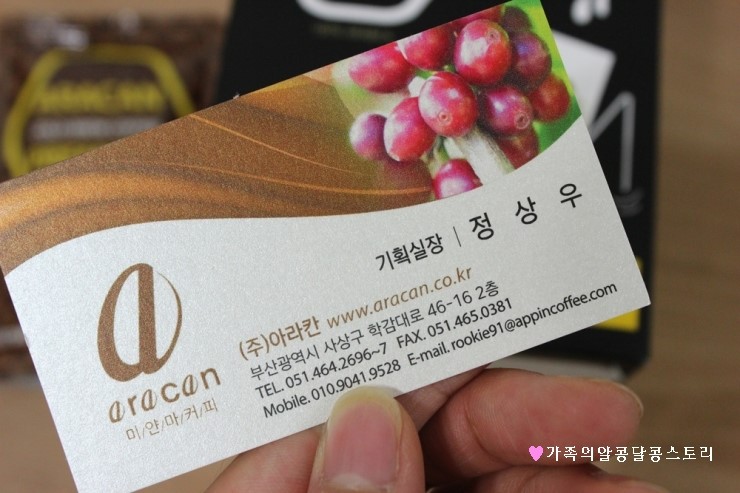 ARACAN
기획실장 | 정상우
aracan
미/얀/마/커/피
(주)아라칸 www.aracan.co.kr
부산광역시 사상구 학감대로 46-16 2층
TEL. 051.464.2696~7 FAX. 051.465.0381
Mobile. 010.9041.9528 E-mail. rookie91@appincoffee.com
♥가족의알콩달콩스토리